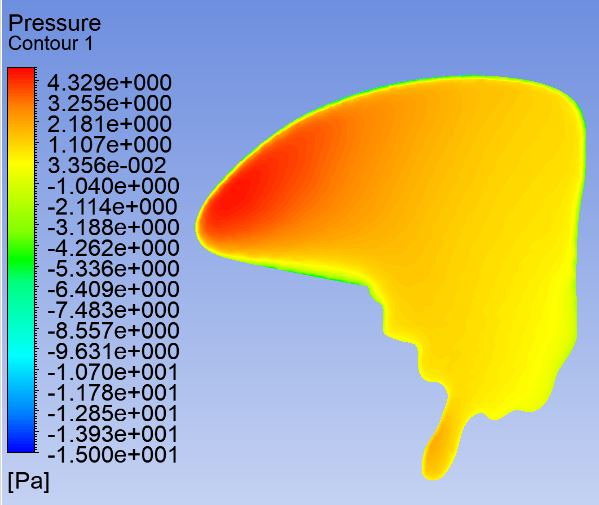 Pressure
Contour 1
4.329e+000
3.255e+000
2.181e+000
1.107e+000
3.356e-002
-1.040e+000
-2.114e+000
-3.188e+000
-4.262e+000
-5.336e+000
-6.409e+000
-7.483e+000
-8.557e+000
-9.631e+000
-1.070e+001
-1.178e+001
-1.285e+001
-1.393e+001
-1.500e+001
[Pa]